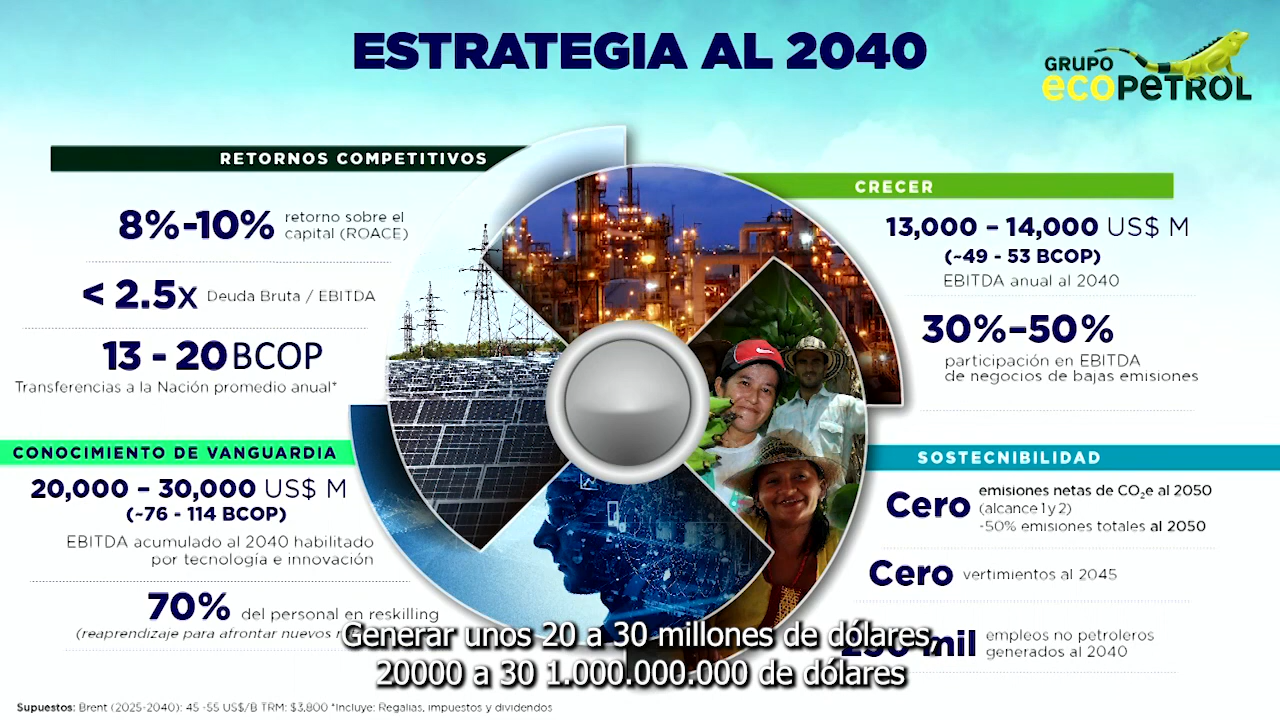 ESTRATEGIA AL 2040
GRUPO
ecopetrol
RETORNOS COMPETITIVOS
8%-10% retorno sobre el
capital (ROACE)
< 2.5x Deuda Bruta / EBITDA
13 - 20 BCOP
Transferencias a la Nación promedio anual*
CRECER
13,000 – 14,000 US$ M
(~49 - 53 BCOP)
EBITDA anual al 2040
30%–50%
participación en EBITDA
de negocios de bajas emisiones
CONOCIMIENTO DE VANGUARDIA
20,000 – 30,000 US$ M
(~76 - 114 BCOP)
EBITDA acumulado al 2040 habilitado
por tecnología e innovación
70% del personal en reskilling
(reaprendizaje para afrontar nuevos
SOSTECNIBILIDAD
Cero emisiones netas de CO₂e al 2050
(alcance 1 y 2)
-50% emisiones totales al 2050
Cero vertimientos al 2045
mil empleos no petroleros
generados al 2040
Generar unos 20 a 30 millones de dólares,
20000 a 30 1.000.000.000 de dólares
Supuestos: Brent (2025-2040): 45 -55 US$/B TRM: $3,800 *Incluye: Regalías, impuestos y dividendos